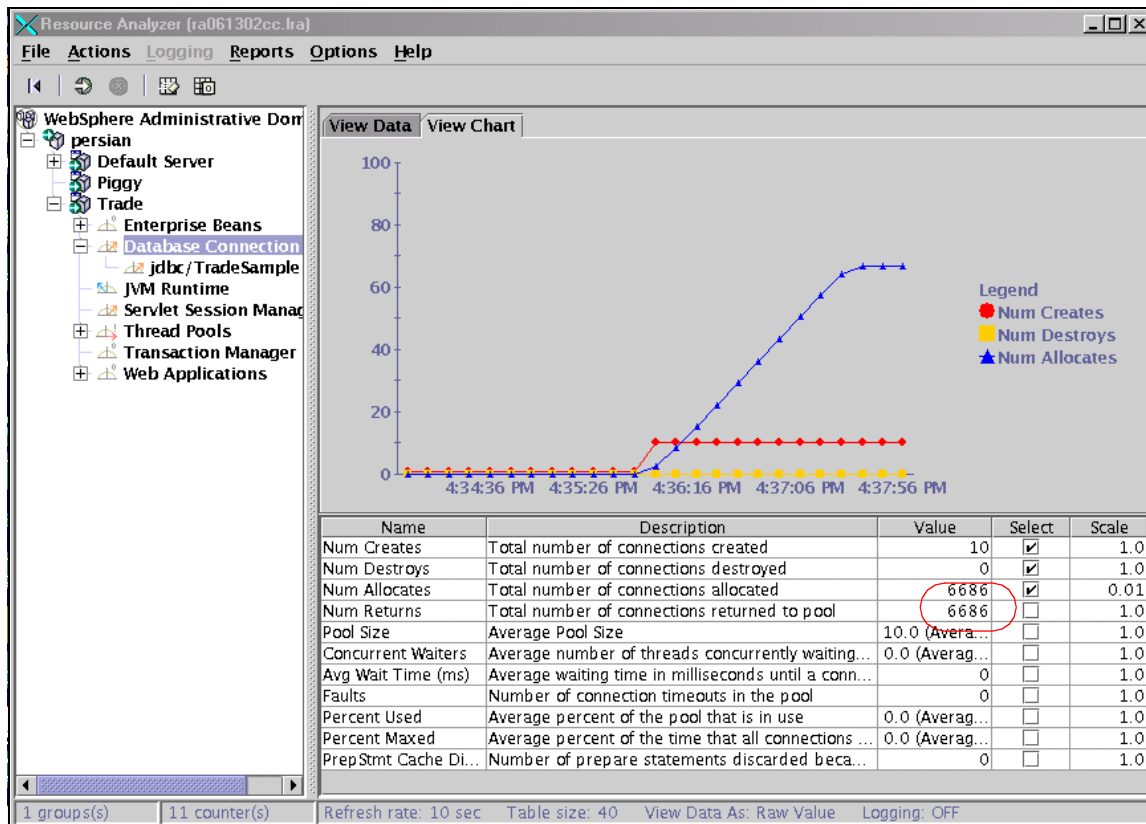 Resource Analyzer (ra061302cc.lra)
File Actions Logging Reports Options Help
WebSphere Administrative Dom
persian
Default Server
Piggy
Trade
Enterprise Beans
Database Connection
jdbc/TradeSample
JVM Runtime
Servlet Session Manag
Thread Pools
Transaction Manager
Web Applications
View Data View Chart
100
80
60
40
20
0
4:34:36 PM 4:35:26 PM 4:36:16 PM 4:37:06 PM 4:37:56 PM
Legend
Num Creates
Num Destroys
Num Allocates
Name Description Value Select Scale
Num Creates Total number of connections created 10 1.0
Num Destroys Total number of connections destroyed 0 1.0
Num Allocates Total number of connections allocated 6686 0.01
Num Returns Total number of connections returned to pool 6686 1.0
Pool Size Average Pool Size 10.0 (Avera... 1.0
Concurrent Waiters Average number of threads concurrently waiting... 0.0 (Averag... 1.0
Avg Wait Time (ms) Average waiting time in milliseconds until a conn... 0 1.0
Faults Number of connection timeouts in the pool 0 1.0
Percent Used Average percent of the pool that is in use 0.0 (Averag... 1.0
Percent Maxed Average percent of the time that all connections ... 0.0 (Averag... 1.0
PrepStmt Cache Di... Number of prepare statements discarded beca... 0 1.0
1 groups(s) 11 counter(s) Refresh rate: 10 sec Table size: 40 View Data As: Raw Value Logging: OFF